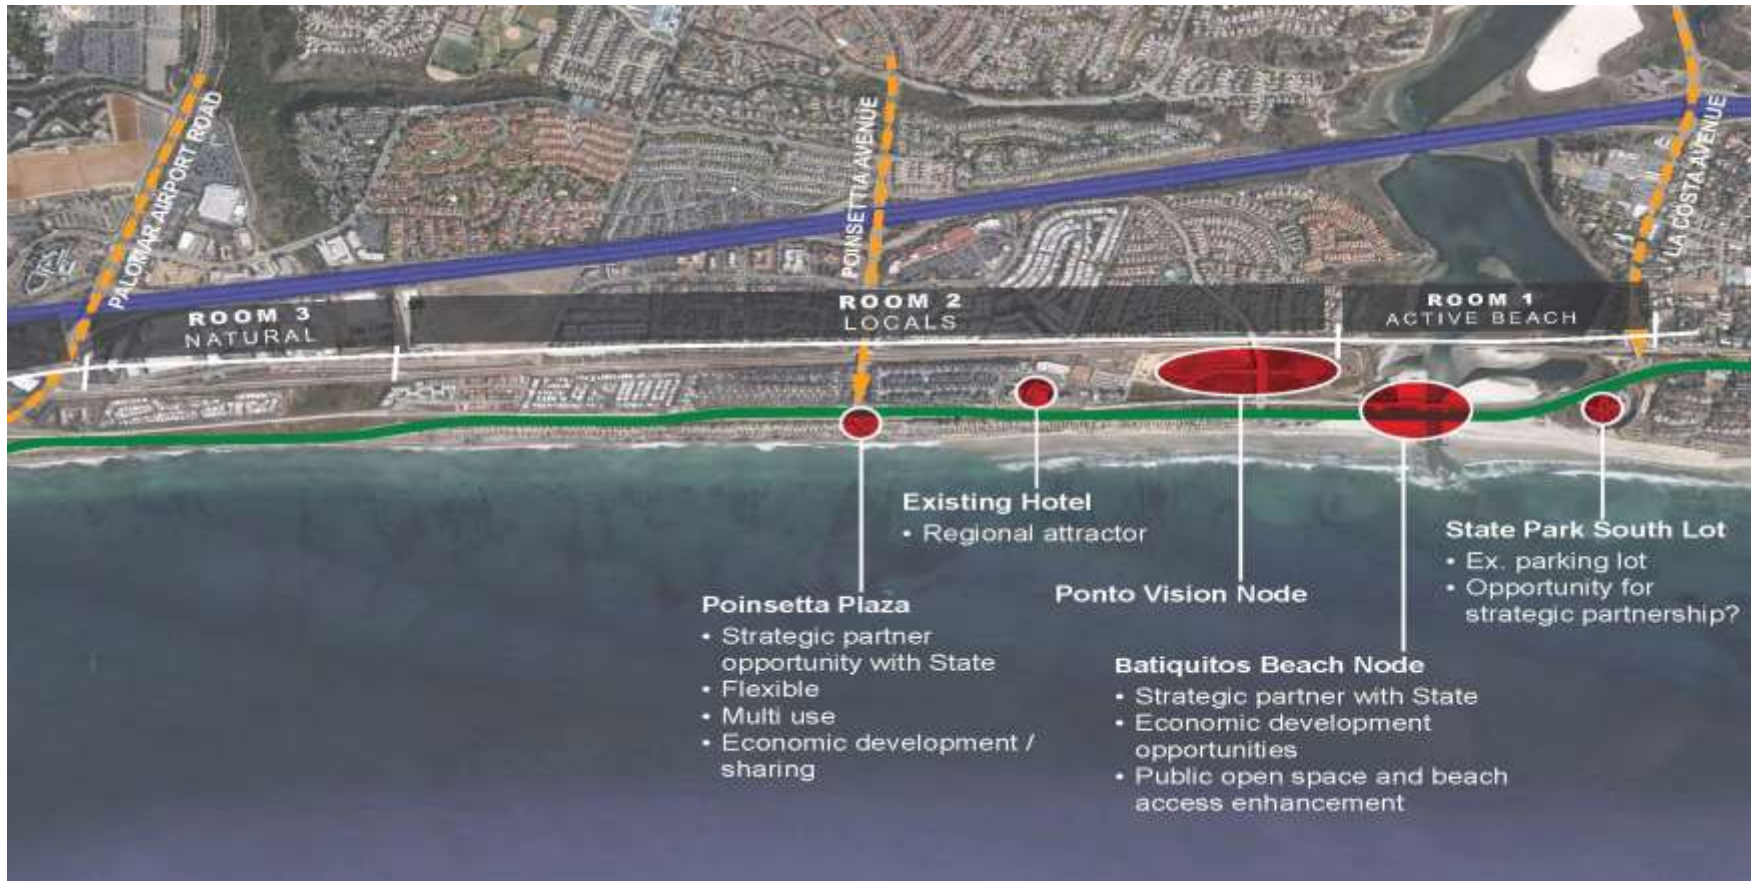 PALOMAR AIRPORT ROAD
POINSETTA AVENUE
LA COSTA AVENUE
ROOM 3
NATURAL
ROOM 2
LOCALS
ROOM 1
ACTIVE BEACH
Existing Hotel
• Regional attractor
State Park South Lot
• Ex. parking lot
• Opportunity for
strategic partnership?
Poinsetta Plaza
• Strategic partner
opportunity with State
• Flexible
• Multi use
• Economic development /
sharing
Ponto Vision Node
Batiquitos Beach Node
• Strategic partner with State
• Economic development
opportunities
• Public open space and beach
access enhancement